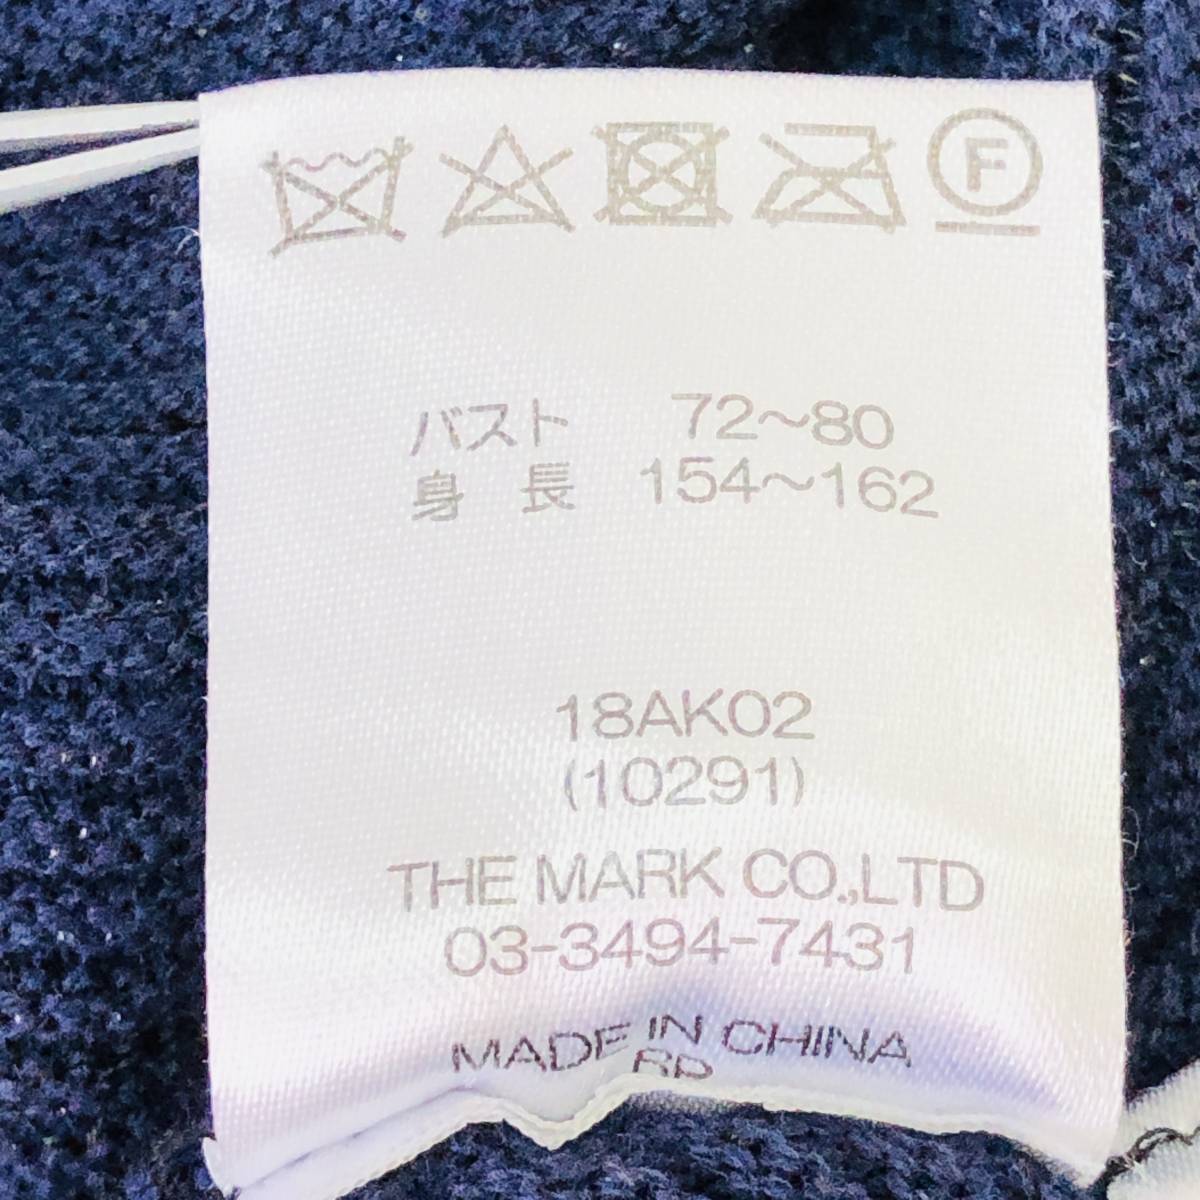 F
バスト 72~80
身 長 154~162
18AK02
(10291)
THE MARK CO.,LTD
03-3494-7431
MADE IN CHINA